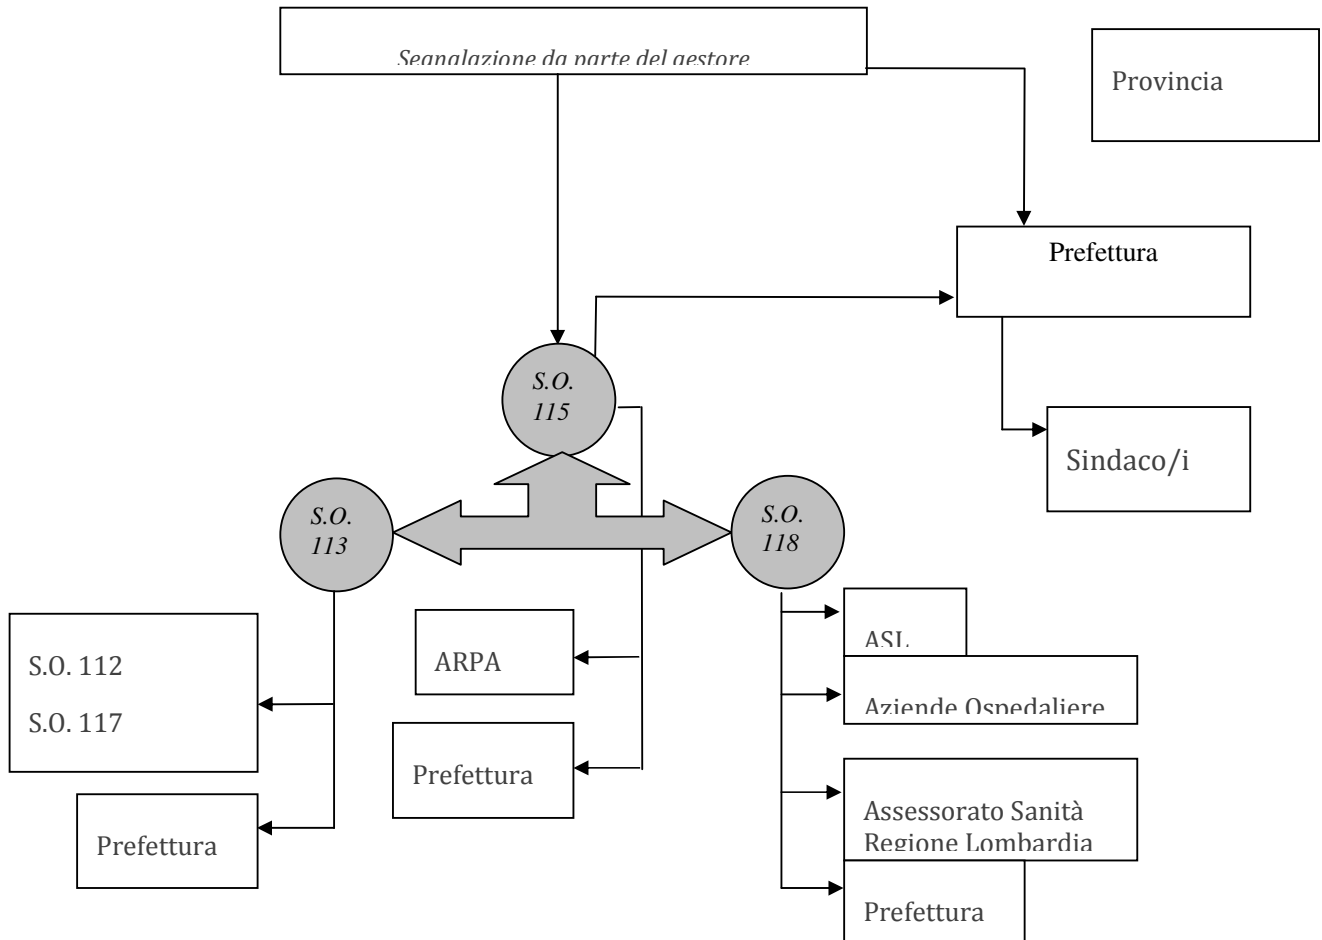 Segnalazione da parte del gestore
Provincia
Prefettura
S.O.
115
Sindaco/i
S.O.
113
S.O.
118
S.O. 112
S.O. 117
ARPA
ASL
Aziende Ospedaliere
Prefettura
Prefettura
Assessorato Sanità
Regione Lombardia
Prefettura